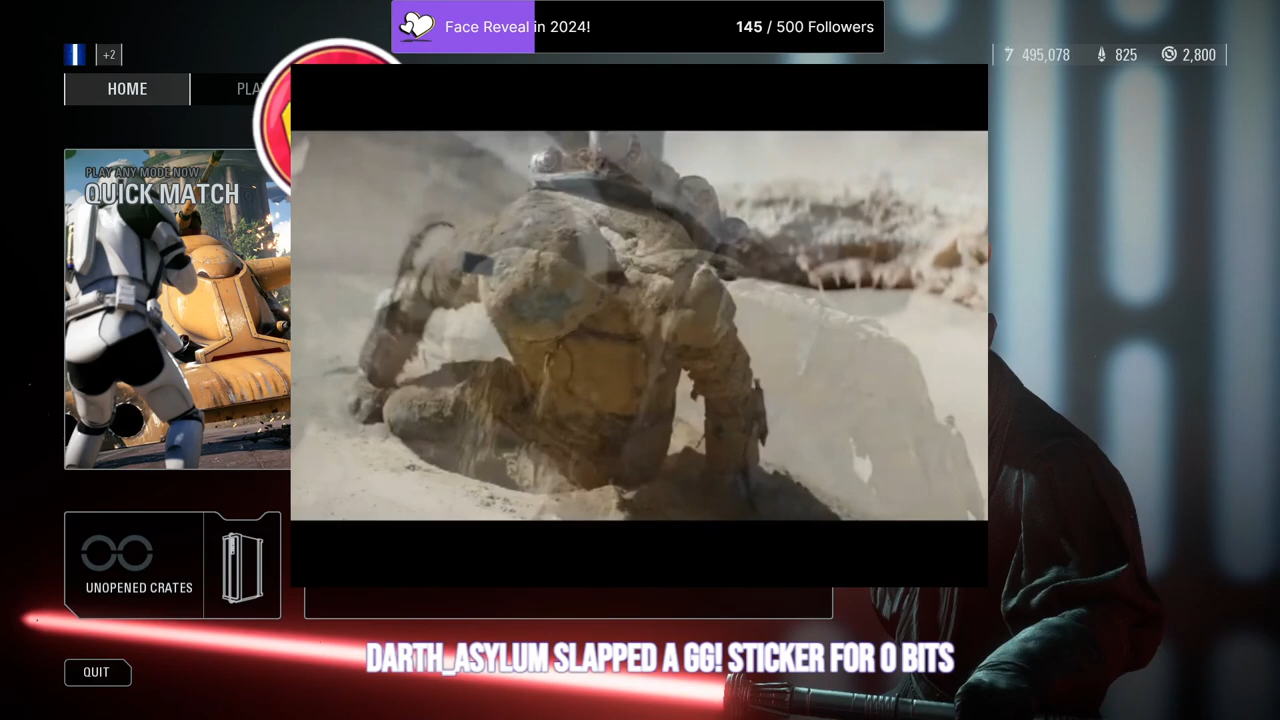 Face Reveal in 2024!
145 / 500 Followers
+2
495,078
825
2,800
HOME
PLA
PLAY ANY MODE NOW
QUICK MATCH
UNOPENED CRATES
DARTH_ASYLUM SLAPPED A GG! STICKER FOR 0 BITS
QUIT